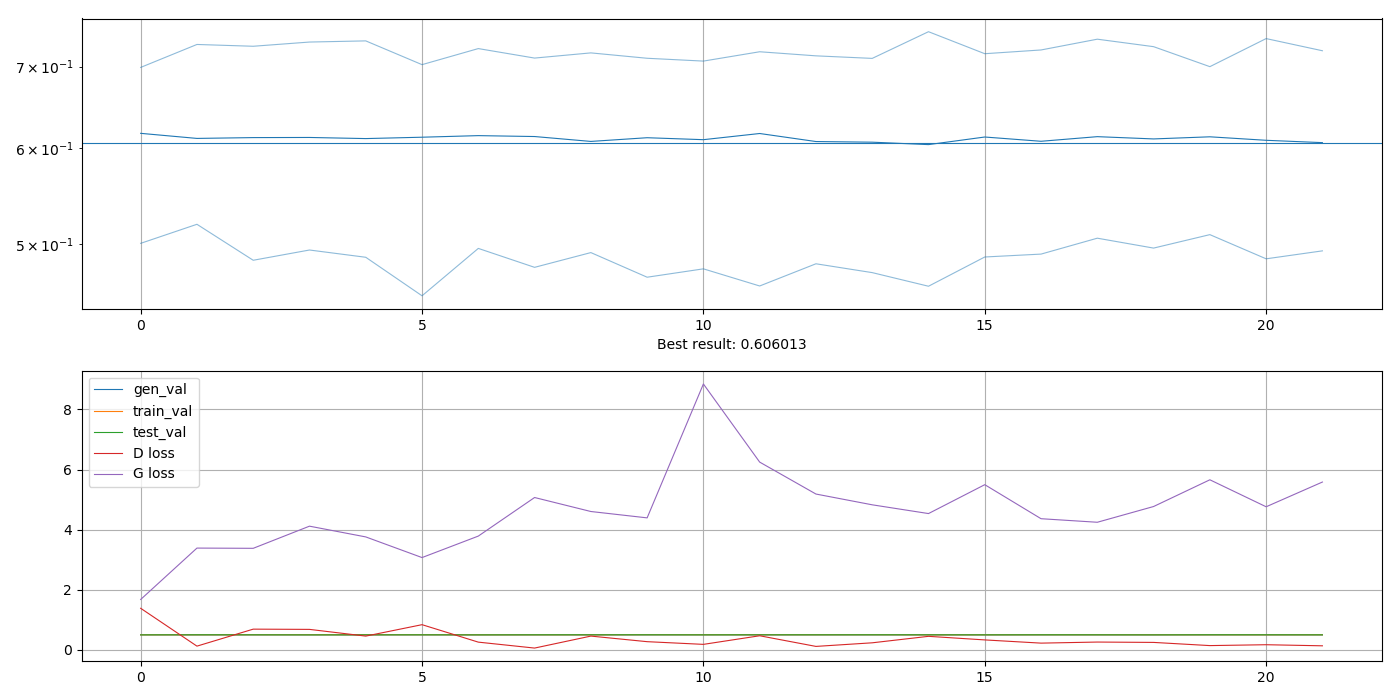 7 × 10⁻¹
6 × 10⁻¹
5 × 10⁻¹
0 5 10 15 20
Best result: 0.606013
gen_val
train_val
test_val
D loss
G loss
8
6
4
2
0
0 5 10 15 20